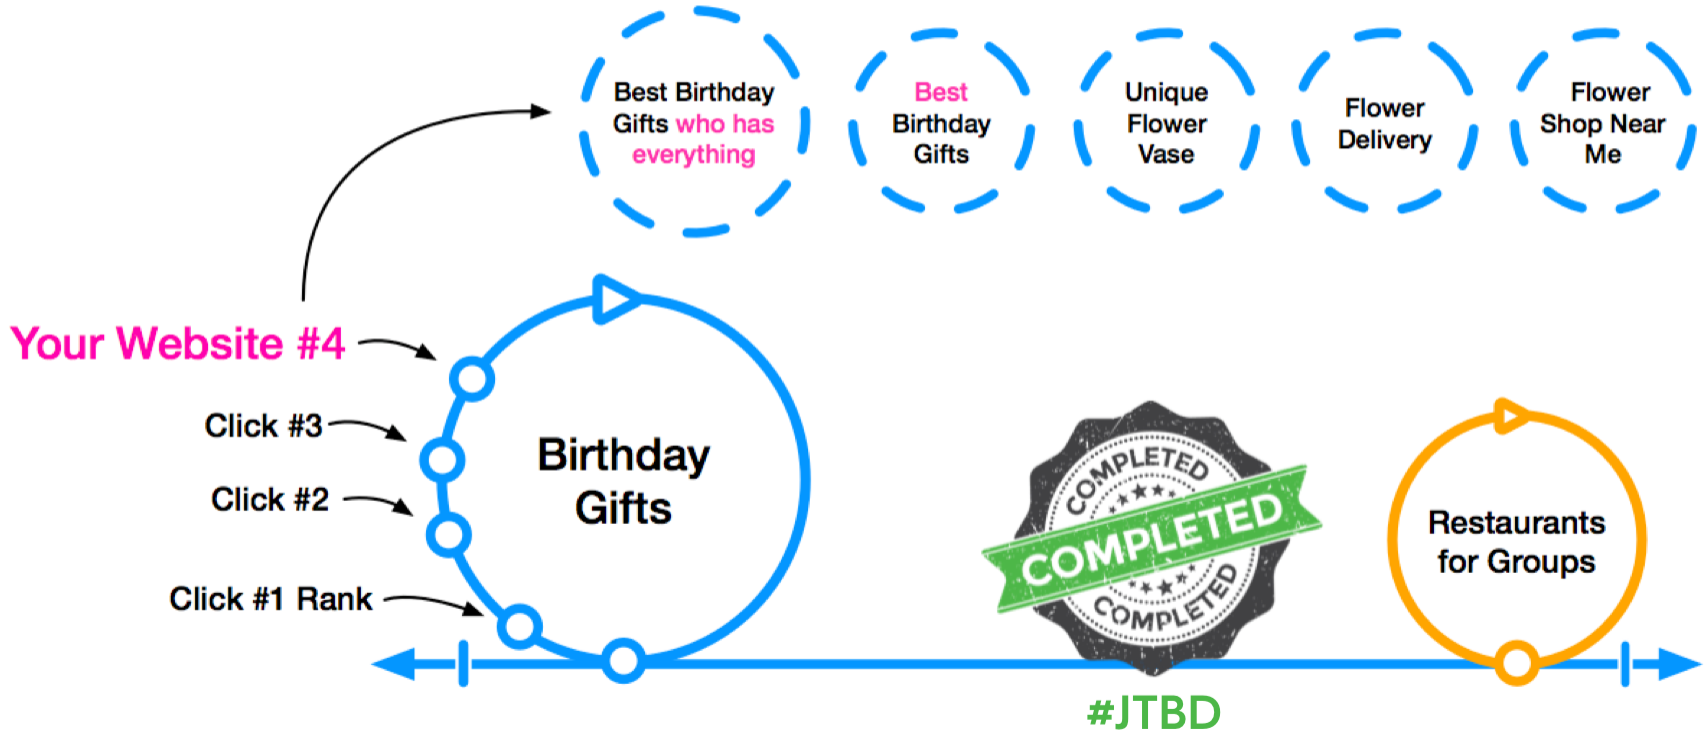 Best Birthday
Gifts who has
everything
Best
Birthday
Gifts
Unique
Flower
Vase
Flower
Delivery
Flower
Shop Near
Me
Your Website #4
Click #3
Click #2
Click #1 Rank
Birthday
Gifts
COMPLETED
COMPLETED
COMPLETED
#JTBD
Restaurants
for Groups